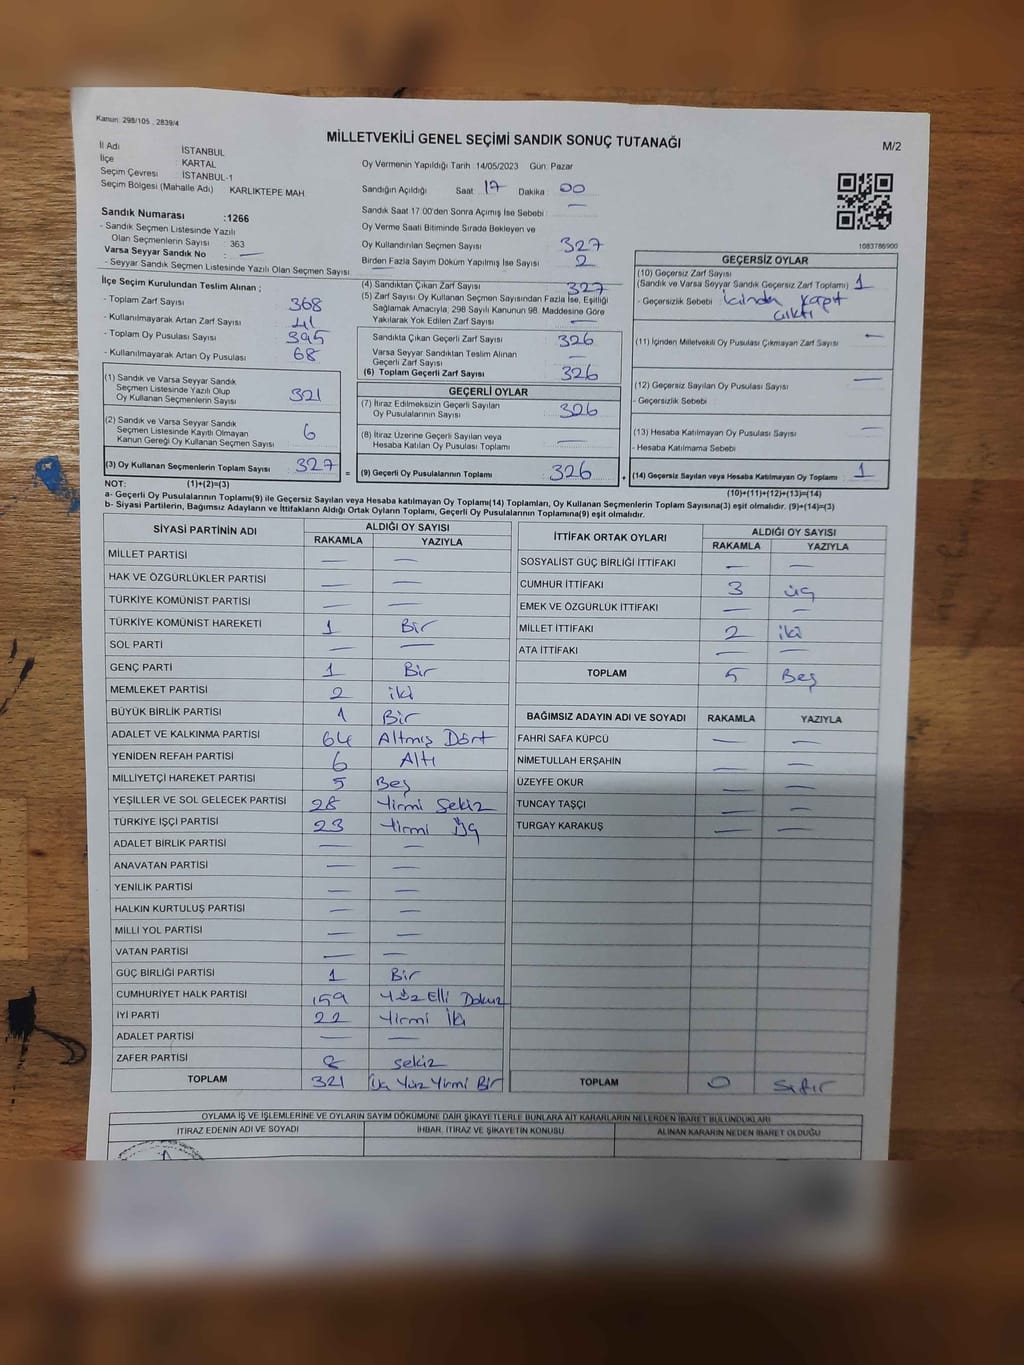 Kanun: 298/105 , 2839/4
MİLLETVEKİLİ GENEL SEÇİMİ SANDIK SONUÇ TUTANAĞI
M/2
İl Adı İSTANBUL
İlçe : KARTAL
Seçim Çevresi : İSTANBUL-1
Seçim Bölgesi (Mahalle Adı) KARLIKTEPE MAH.
Sandık Numarası :1266
- Sandık Seçmen Listesinde Yazılı
Olan Seçmenlerin Sayısı : 363
Varsa Seyyar Sandık No : —
- Seyyar Sandık Seçmen Listesinde Yazılı Olan Seçmen Sayısı
Oy Vermenin Yapıldığı Tarih : 14/05/2023 Gün: Pazar
Sandığın Açıldığı Saat: 17 Dakika : 00
Sandık Saat 17:00'den Sonra Açımış İse Sebebi : —
Oy Verme Saati Bitiminde Sırada Bekleyen ve
Oy Kullandırılan Seçmen Sayısı 327
Birden Fazla Sayım Döküm Yapılmış İse Sayısı 2
1083786900
İlçe Seçim Kurulundan Teslim Alınan ;
- Toplam Zarf Sayısı 368
- Kullanılmayarak Artan Zarf Sayısı 41
- Toplam Oy Pusulası Sayısı 395
- Kullanılmayarak Artan Oy Pusulası 68
(1) Sandık ve Varsa Seyyar Sandık
Seçmen Listesinde Yazılı Olup
Oy Kullanan Seçmenlerin Sayısı 321
(2) Sandık ve Varsa Seyyar Sandık
Seçmen Listesinde Kayıtlı Olmayan
Kanun Gereği Oy Kullanan Seçmen Sayısı 6
(3) Oy Kullanan Seçmenlerin Toplam Sayısı 327 =
(4) Sandıktan Çıkan Zarf Sayısı 327
(5) Zarf Sayısı Oy Kullanan Seçmen Sayısından Fazla İse, Eşitliği
Sağlamak Amacıyla; 298 Sayılı Kanunun 98. Maddesine Göre
Yakılarak Yok Edilen Zarf Sayısı —
Sandıkta Çıkan Geçerli Zarf Sayısı 326
Varsa Seyyar Sandıktan Teslim Alınan
Geçerli Zarf Sayısı —
(6) Toplam Geçerli Zarf Sayısı 326
GEÇERLİ OYLAR
(7) İtiraz Edilmeksizin Geçerli Sayılan
Oy Pusulalarının Sayısı 326
(8) İtiraz Üzerine Geçerli Sayılan veya
Hesaba Katılan Oy Pusulası Toplamı —
(9) Geçerli Oy Pusulalarının Toplamı 326 +
GEÇERSİZ OYLAR
(10) Geçersiz Zarf Sayısı
(Sandık ve Varsa Seyyar Sandık Geçersiz Zarf Toplamı) 1
- Geçersizlik Sebebi : içinden
çıktı
(11) İçinden Milletvekili Oy Pusulası Çıkmayan Zarf Sayısı —
(12) Geçersiz Sayılan Oy Pusulası Sayısı —
- Geçersizlik Sebebi :
(13) Hesaba Katılmayan Oy Pusulası Sayısı —
- Hesaba Katılmama Sebebi :
(14) Geçersiz Sayılan veya Hesaba Katılmayan Oy Toplamı 1
NOT: (1)+(2)=(3)
(10)+(11)+(12)+(13)=(14)
a- Geçerli Oy Pusulalarının Toplamı(9) ile Geçersiz Sayılan veya Hesaba katılmayan Oy Toplamı(14) Toplamları, Oy Kullanan Seçmenlerin Toplam Sayısına(3) eşit olmalıdır. (9)+(14)=(3)
b- Siyasi Partilerin, Bağımsız Adayların ve İttifakların Aldığı Ortak Oyların Toplamı, Geçerli Oy Pusulalarının Toplamına(9) eşit olmalıdır.
SİYASİ PARTİNİN ADI ALDIĞI OY SAYISI
RAKAMLA YAZIYLA
MİLLET PARTİSİ — —
HAK VE ÖZGÜRLÜKLER PARTİSİ — —
TÜRKİYE KOMÜNİST PARTİSİ — —
TÜRKİYE KOMÜNİST HAREKETİ 1 Bir
SOL PARTİ — —
GENÇ PARTİ 1 Bir
MEMLEKET PARTİSİ 2 iki
BÜYÜK BİRLİK PARTİSİ 1 Bir
ADALET VE KALKINMA PARTİSİ 64 Altmış Dört
YENİDEN REFAH PARTİSİ 6 Altı
MİLLİYETÇİ HAREKET PARTİSİ 5 Beş
YEŞİLLER VE SOL GELECEK PARTİSİ 28 Yirmi Sekiz
TÜRKİYE İŞÇİ PARTİSİ 23 Yirmi Üç
ADALET BİRLİK PARTİSİ — —
ANAVATAN PARTİSİ — —
YENİLİK PARTİSİ — —
HALKIN KURTULUŞ PARTİSİ — —
MİLLİ YOL PARTİSİ — —
VATAN PARTİSİ — —
GÜÇ BİRLİĞİ PARTİSİ 1 Bir
CUMHURİYET HALK PARTİSİ 159 Yüz Elli Dokuz
İYİ PARTİ 22 Yirmi İki
ADALET PARTİSİ — —
ZAFER PARTİSİ 8 sekiz
TOPLAM 321 Üç Yüz Yirmi Bir
İTTİFAK ORTAK OYLARI ALDIĞI OY SAYISI
RAKAMLA YAZIYLA
SOSYALİST GÜÇ BİRLİĞİ İTTİFAKI — —
CUMHUR İTTİFAKI 3 üç
EMEK VE ÖZGÜRLÜK İTTİFAKI — —
MİLLET İTTİFAKI 2 iki
ATA İTTİFAKI — —
TOPLAM 5 Beş
BAĞIMSIZ ADAYIN ADI VE SOYADI RAKAMLA YAZIYLA
FAHRİ SAFA KÜPCÜ — —
NİMETULLAH ERŞAHİN — —
ÜZEYFE OKUR — —
TUNCAY TAŞÇI — —
TURGAY KARAKUŞ — —
TOPLAM 0 Sıfır
OYLAMA İŞ VE İŞLEMLERİNE VE OYLARIN SAYIM DÖKÜMÜNE DAİR ŞİKAYETLERLE BUNLARA AİT KARARLARIN NELERDEN İBARET BULUNDUKLARI
İTİRAZ EDENİN ADI VE SOYADI İHBAR, İTİRAZ VE ŞİKAYETİN KONUSU ALINAN KARARIN NEDEN İBARET OLDUĞU